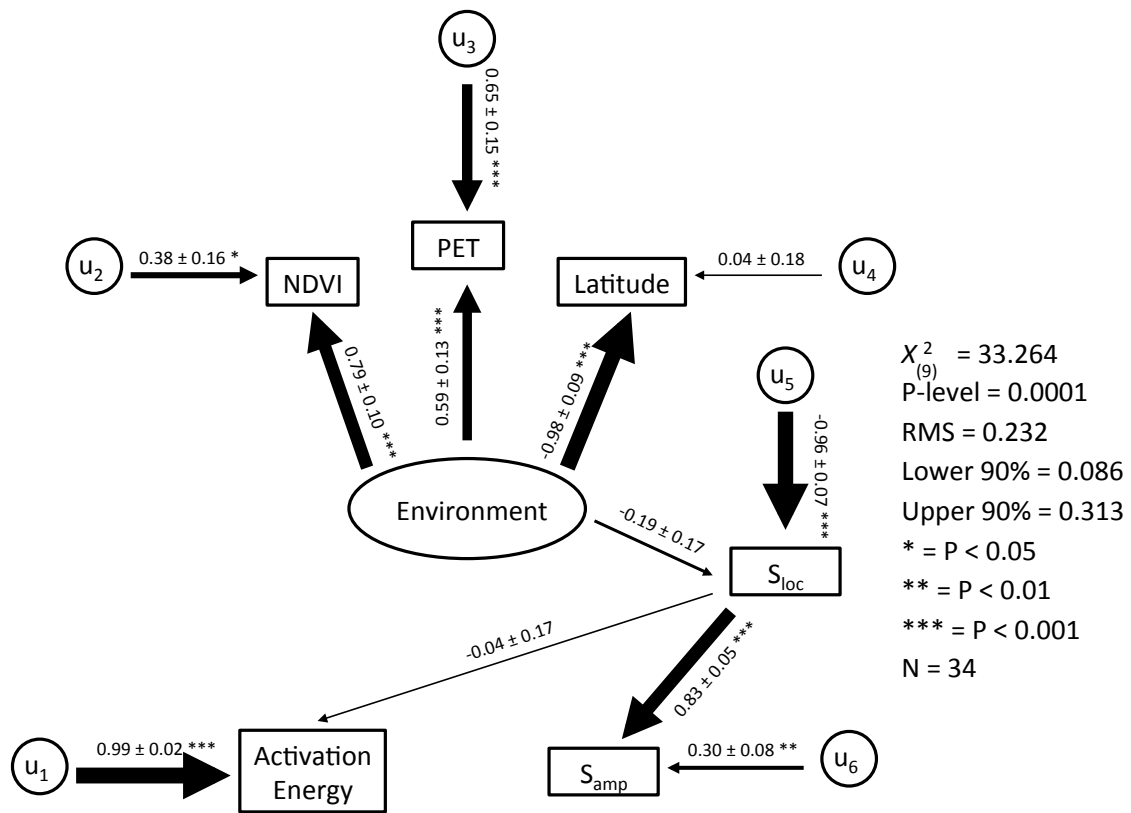 u3
0.65 ± 0.15 ***
PET
u2
0.38 ± 0.16 *
NDVI
Latitude
0.04 ± 0.18
u4
0.79 ± 0.10 ***
0.59 ± 0.13 ***
-0.98 ± 0.09 ***
u5
-0.96 ± 0.07 ***
Environment
-0.19 ± 0.17
Sloc
-0.04 ± 0.17
0.83 ± 0.05 ***
u1
0.99 ± 0.02 ***
Activation
Energy
Samp
0.30 ± 0.08 **
u6
X2(9) = 33.264
P-level = 0.0001
RMS = 0.232
Lower 90% = 0.086
Upper 90% = 0.313
* = P < 0.05
** = P < 0.01
*** = P < 0.001
N = 34